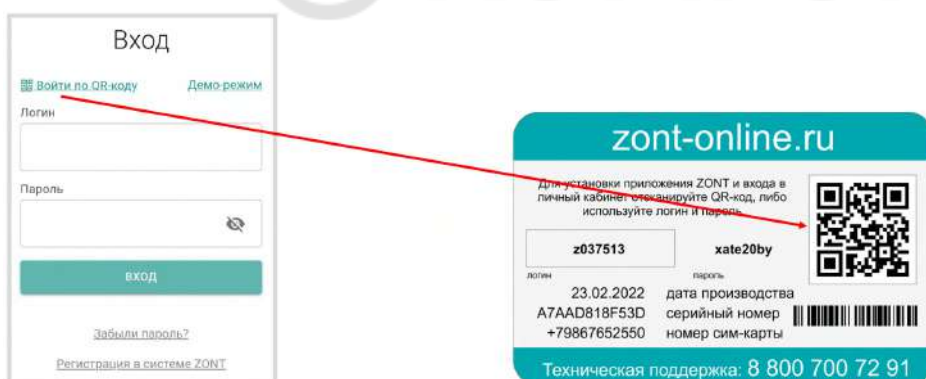 Вход
Войти по QR-коду
Демо-режим
Логин
Пароль
вход
Забыли пароль?
Регистрация в системе ZONT
zont-online.ru
Для установки приложения ZONT и входа в
личный кабинет отсканируйте QR-код, либо
используйте логин и пароль
z037513
xate20by
логин
пароль
23.02.2022 дата производства
A7AAD818F53D серийный номер
+79867652550 номер сим-карты
Техническая поддержка: 8 800 700 72 91